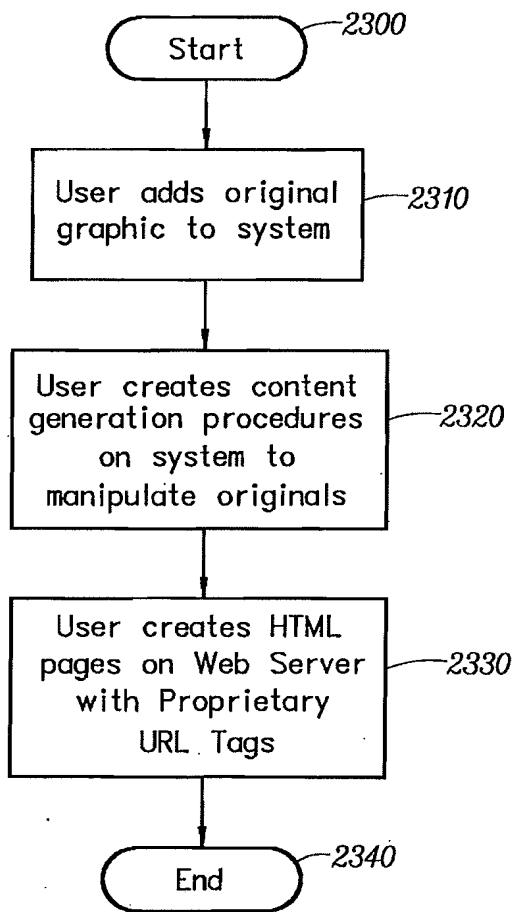 2300
Start
User adds original
graphic to system
2310
User creates content
generation procedures
on system to
manipulate originals
2320
User creates HTML
pages on Web Server
with Proprietary
URL Tags
2330
End
2340